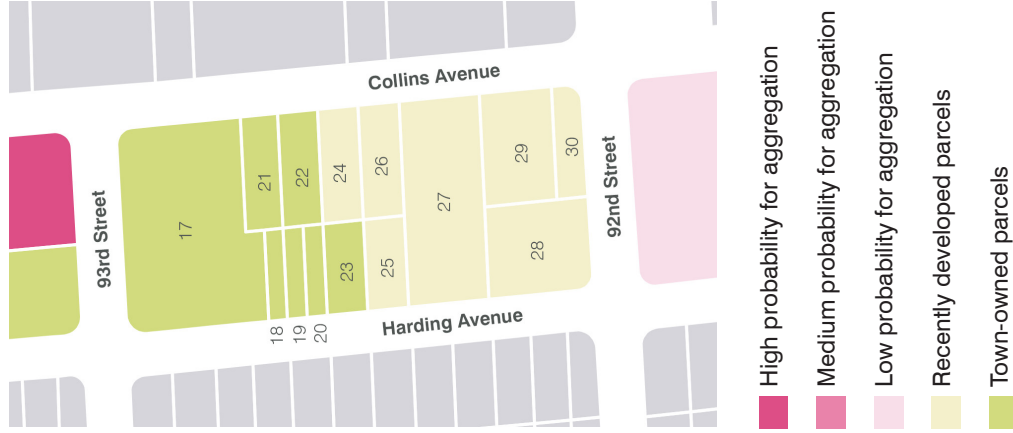 Collins Avenue
93rd Street
17
21
22
24
26
27
29
30
92nd Street
18
19
20
23
25
28
Harding Avenue
High probability for aggregation
Medium probability for aggregation
Low probability for aggregation
Recently developed parcels
Town-owned parcels